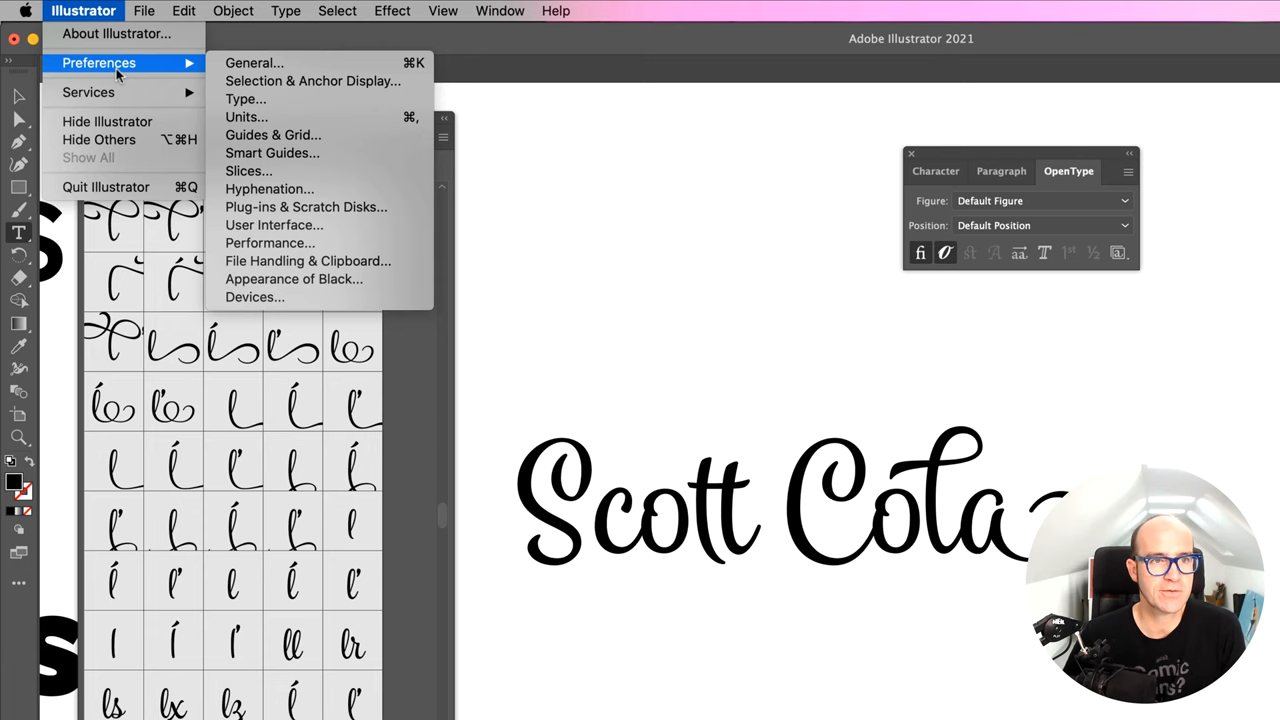 Illustrator File Edit Object Type Select Effect View Window Help
Adobe Illustrator 2021
About Illustrator...
Preferences
Services
Hide Illustrator
Hide Others ⌥⌘H
Show All
Quit Illustrator ⌘Q
General... ⌘K
Selection & Anchor Display...
Type...
Units... ⌘,
Guides & Grid...
Smart Guides...
Slices...
Hyphenation...
Plug-ins & Scratch Disks...
User Interface...
Performance...
File Handling & Clipboard...
Appearance of Black...
Devices...
Character Paragraph OpenType
Figure: Default Figure
Position: Default Position
Scott Cola